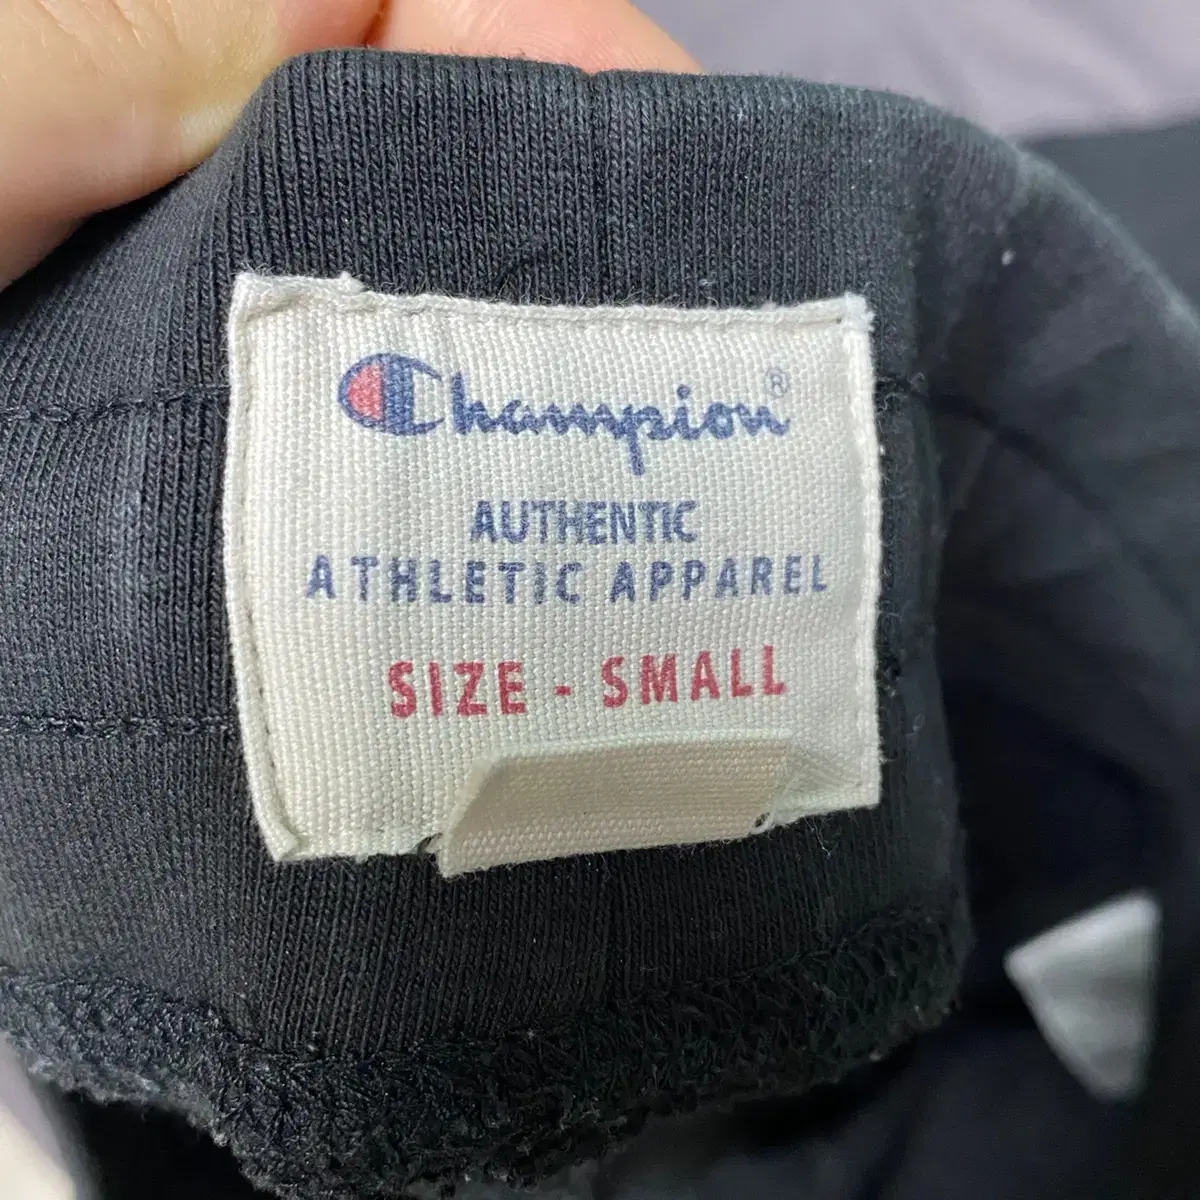 Champion®
AUTHENTIC
ATHLETIC APPAREL
SIZE - SMALL